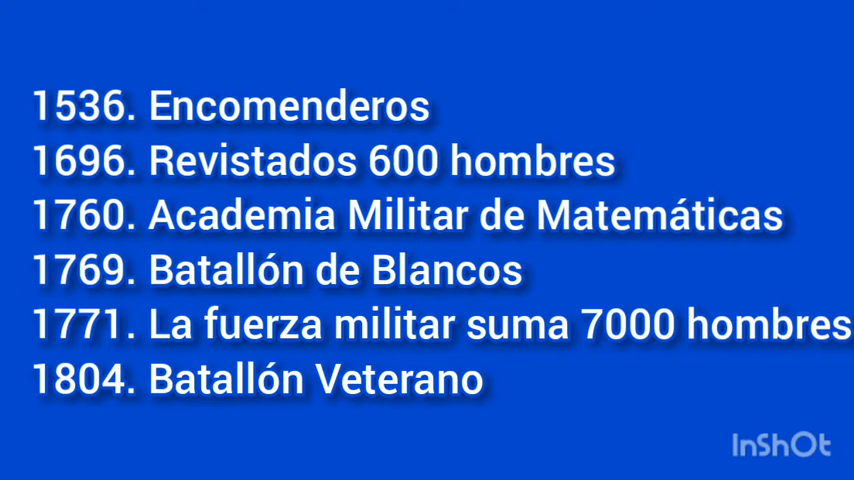 1536. Encomenderos
1696. Revistados 600 hombres
1760. Academia Militar de Matemáticas
1769. Batallón de Blancos
1771. La fuerza militar suma 7000 hombres
1804. Batallón Veterano
InShOt